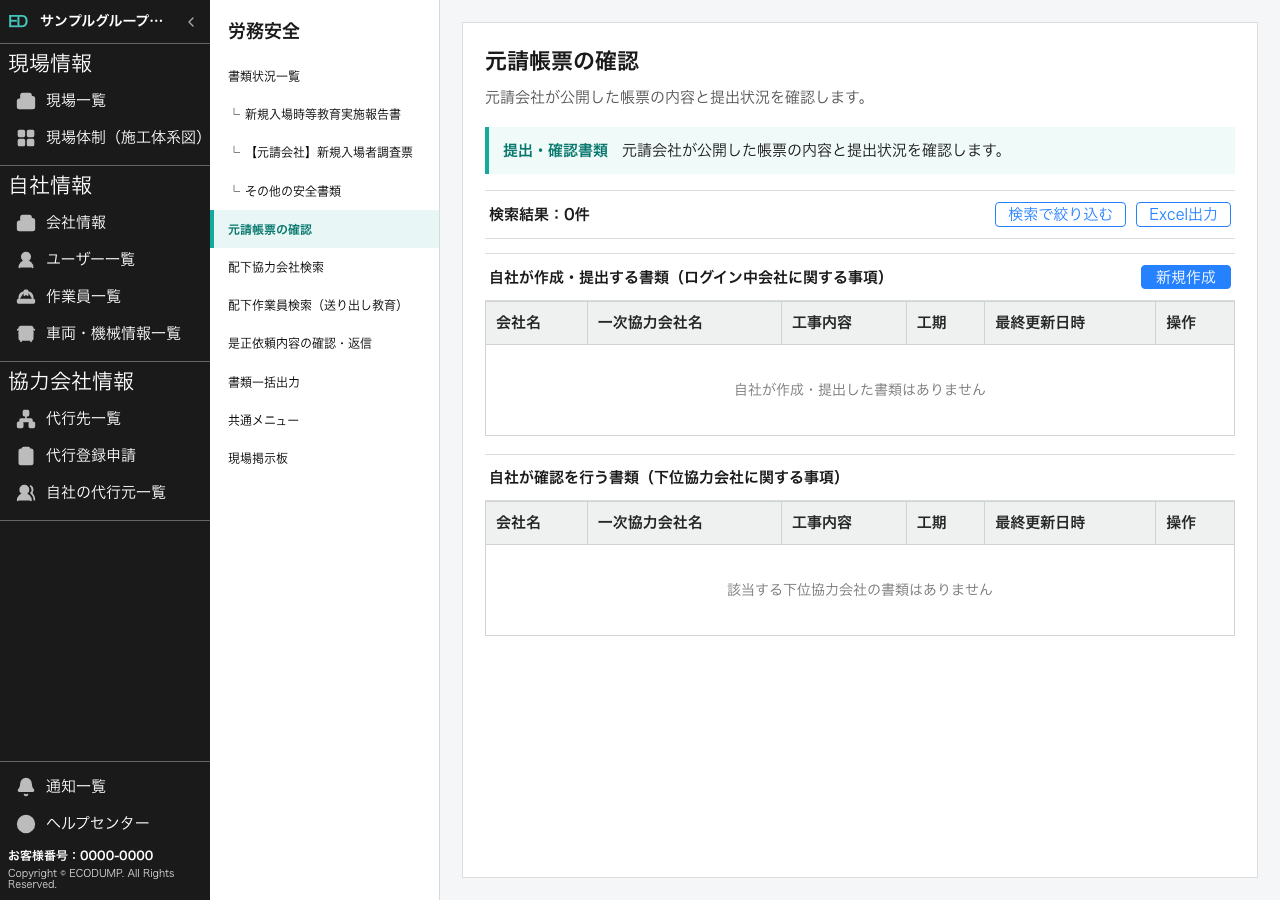 ED サンプルグループ…
現場情報
現場一覧
現場体制（施工体系図）
自社情報
会社情報
ユーザー一覧
作業員一覧
車両・機械情報一覧
協力会社情報
代行先一覧
代行登録申請
自社の代行元一覧
通知一覧
ヘルプセンター
お客様番号：0000-0000
Copyright © ECODUMP. All Rights
Reserved.
労務安全
書類状況一覧
└ 新規入場時等教育実施報告書
└ 【元請会社】新規入場者調査票
└ その他の安全書類
元請帳票の確認
配下協力会社検索
配下作業員検索（送り出し教育）
是正依頼内容の確認・返信
書類一括出力
共通メニュー
現場掲示板
元請帳票の確認
元請会社が公開した帳票の内容と提出状況を確認します。
提出・確認書類 元請会社が公開した帳票の内容と提出状況を確認します。
検索結果：0件 検索で絞り込む Excel出力
自社が作成・提出する書類（ログイン中会社に関する事項） 新規作成
会社名 一次協力会社名 工事内容 工期 最終更新日時 操作
自社が作成・提出した書類はありません
自社が確認を行う書類（下位協力会社に関する事項）
会社名 一次協力会社名 工事内容 工期 最終更新日時 操作
該当する下位協力会社の書類はありません